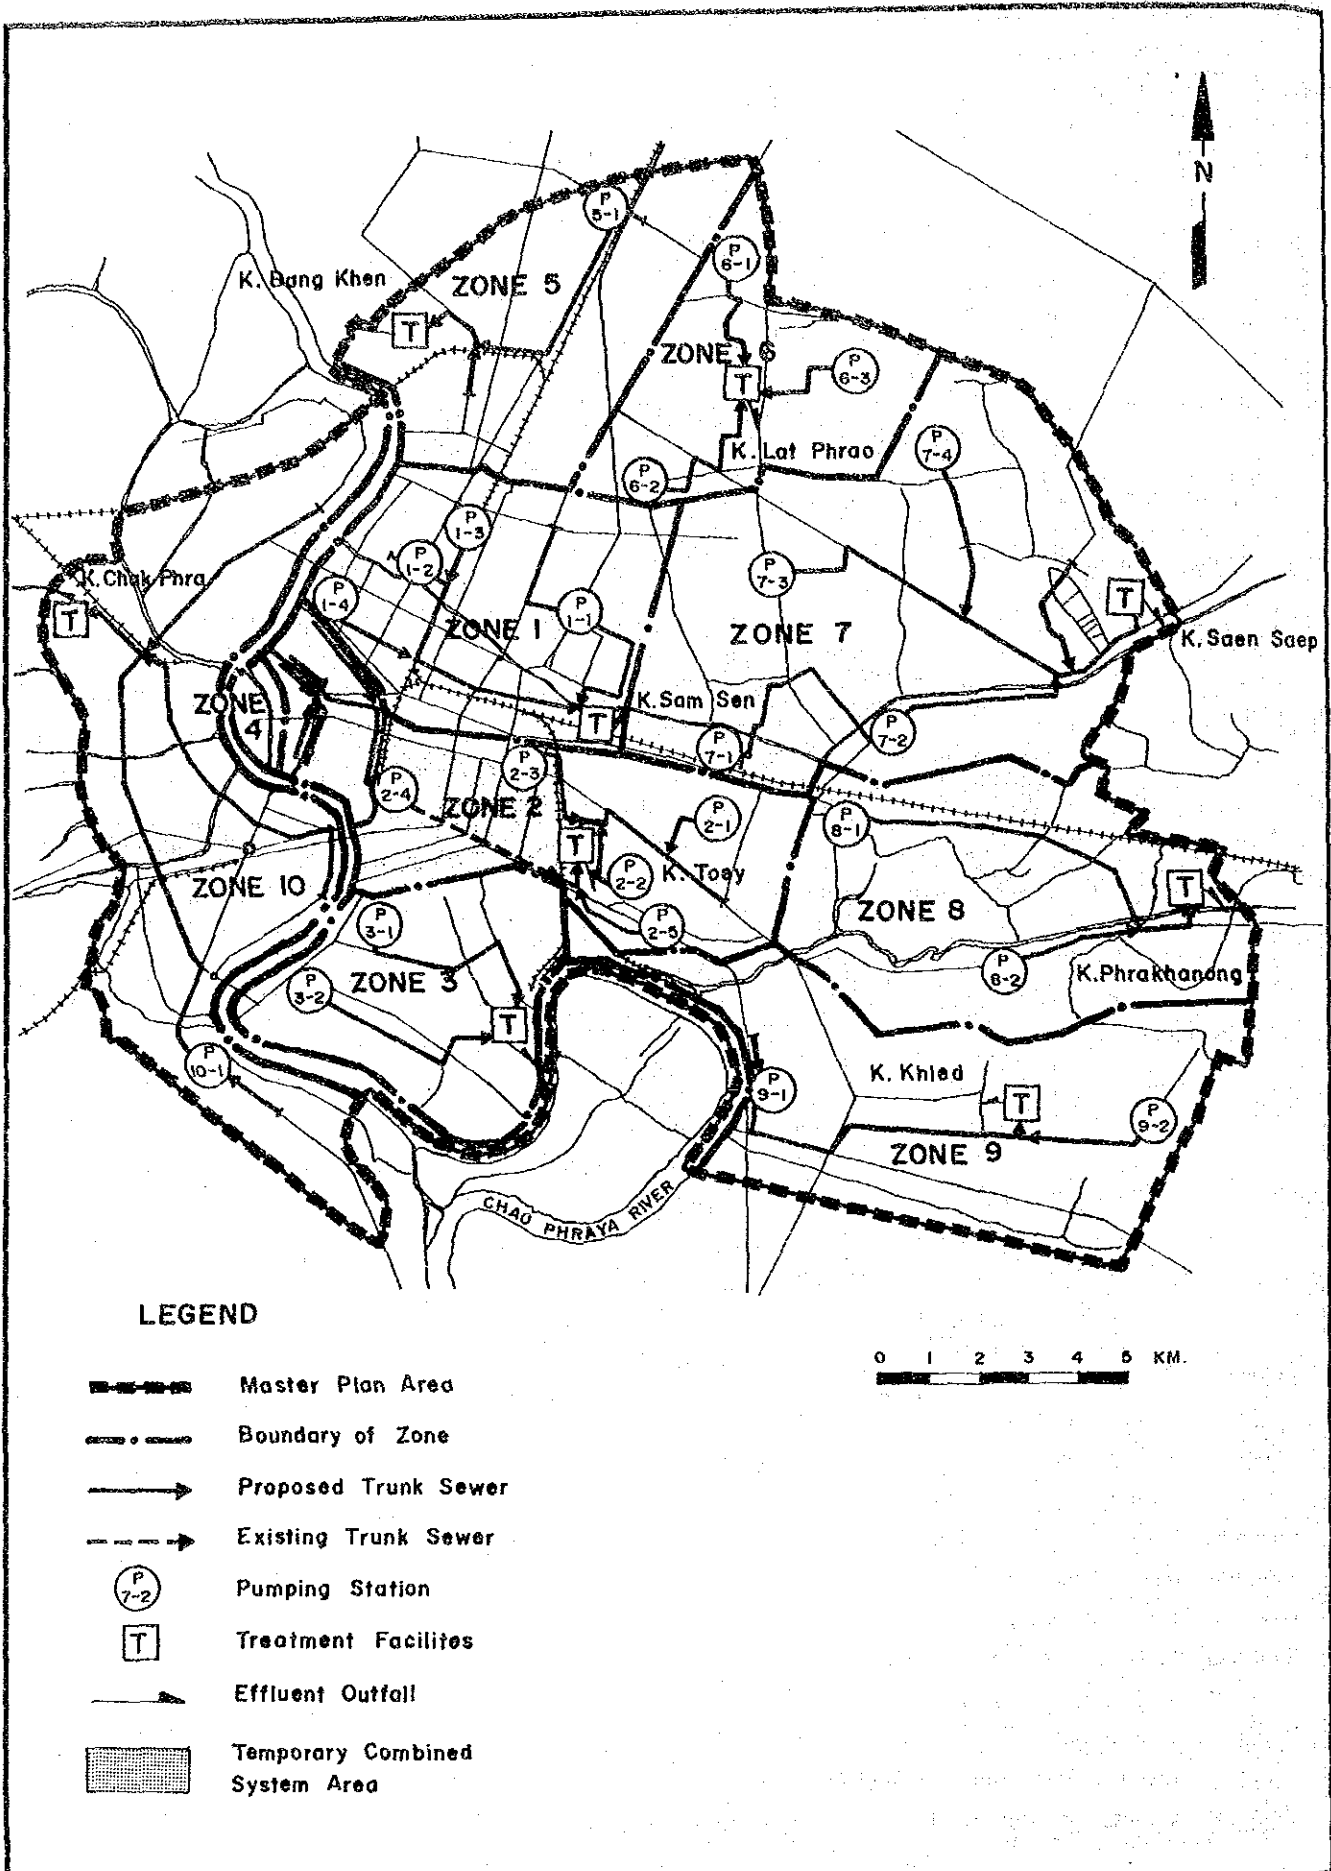 N
P
5-1
P
6-1
K. Bang Khen
ZONE 5
T
ZONE 6
T
P
6-3
K. Lat Phrao
P
7-4
P
6-2
P
1-3
P
1-2
P
7-3
K. Chak Phra
T
P
1-4
P
1-1
ZONE 1
ZONE 7
T
K. Saen Saep
ZONE
4
K. Sam Sen
T
P
7-1
P
7-2
P
2-3
P
2-4
ZONE 2
P
2-1
P
8-1
T
P
2-2
K. Toey
ZONE 10
T
ZONE 8
P
3-1
P
2-5
P
8-2
K. Phrakhanong
ZONE 3
P
3-2
T
P
10-1
P
9-1
K. Khled
T
P
9-2
ZONE 9
CHAO PHRAYA RIVER
LEGEND
0 1 2 3 4 5 KM.
Master Plan Area
Boundary of Zone
Proposed Trunk Sewer
Existing Trunk Sewer
P
7-2
Pumping Station
T
Treatment Facilites
Effluent Outfall
Temporary Combined
System Area